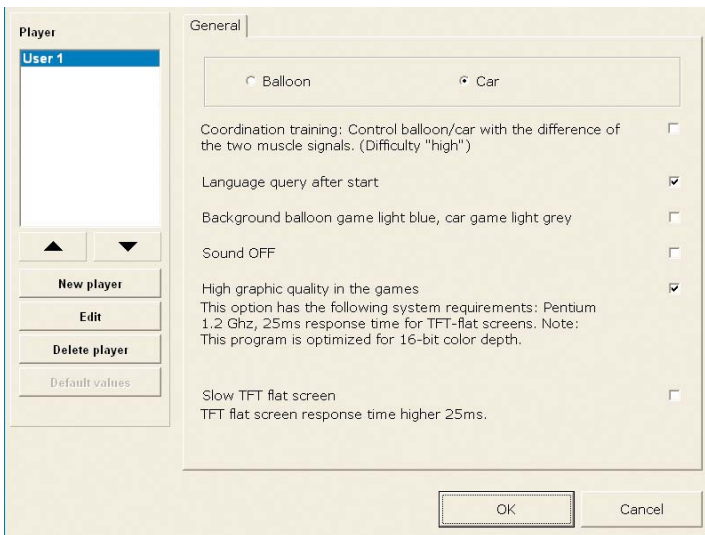 Player
User 1
New player
Edit
Delete player
Default values
General
Balloon
Car
Coordination training: Control balloon/car with the difference of
the two muscle signals. (Difficulty "high")
Language query after start
Background balloon game light blue, car game light grey
Sound OFF
High graphic quality in the games
This option has the following system requirements: Pentium
1.2 Ghz, 25ms response time for TFT-flat screens. Note:
This program is optimized for 16-bit color depth.
Slow TFT flat screen
TFT flat screen response time higher 25ms.
OK
Cancel